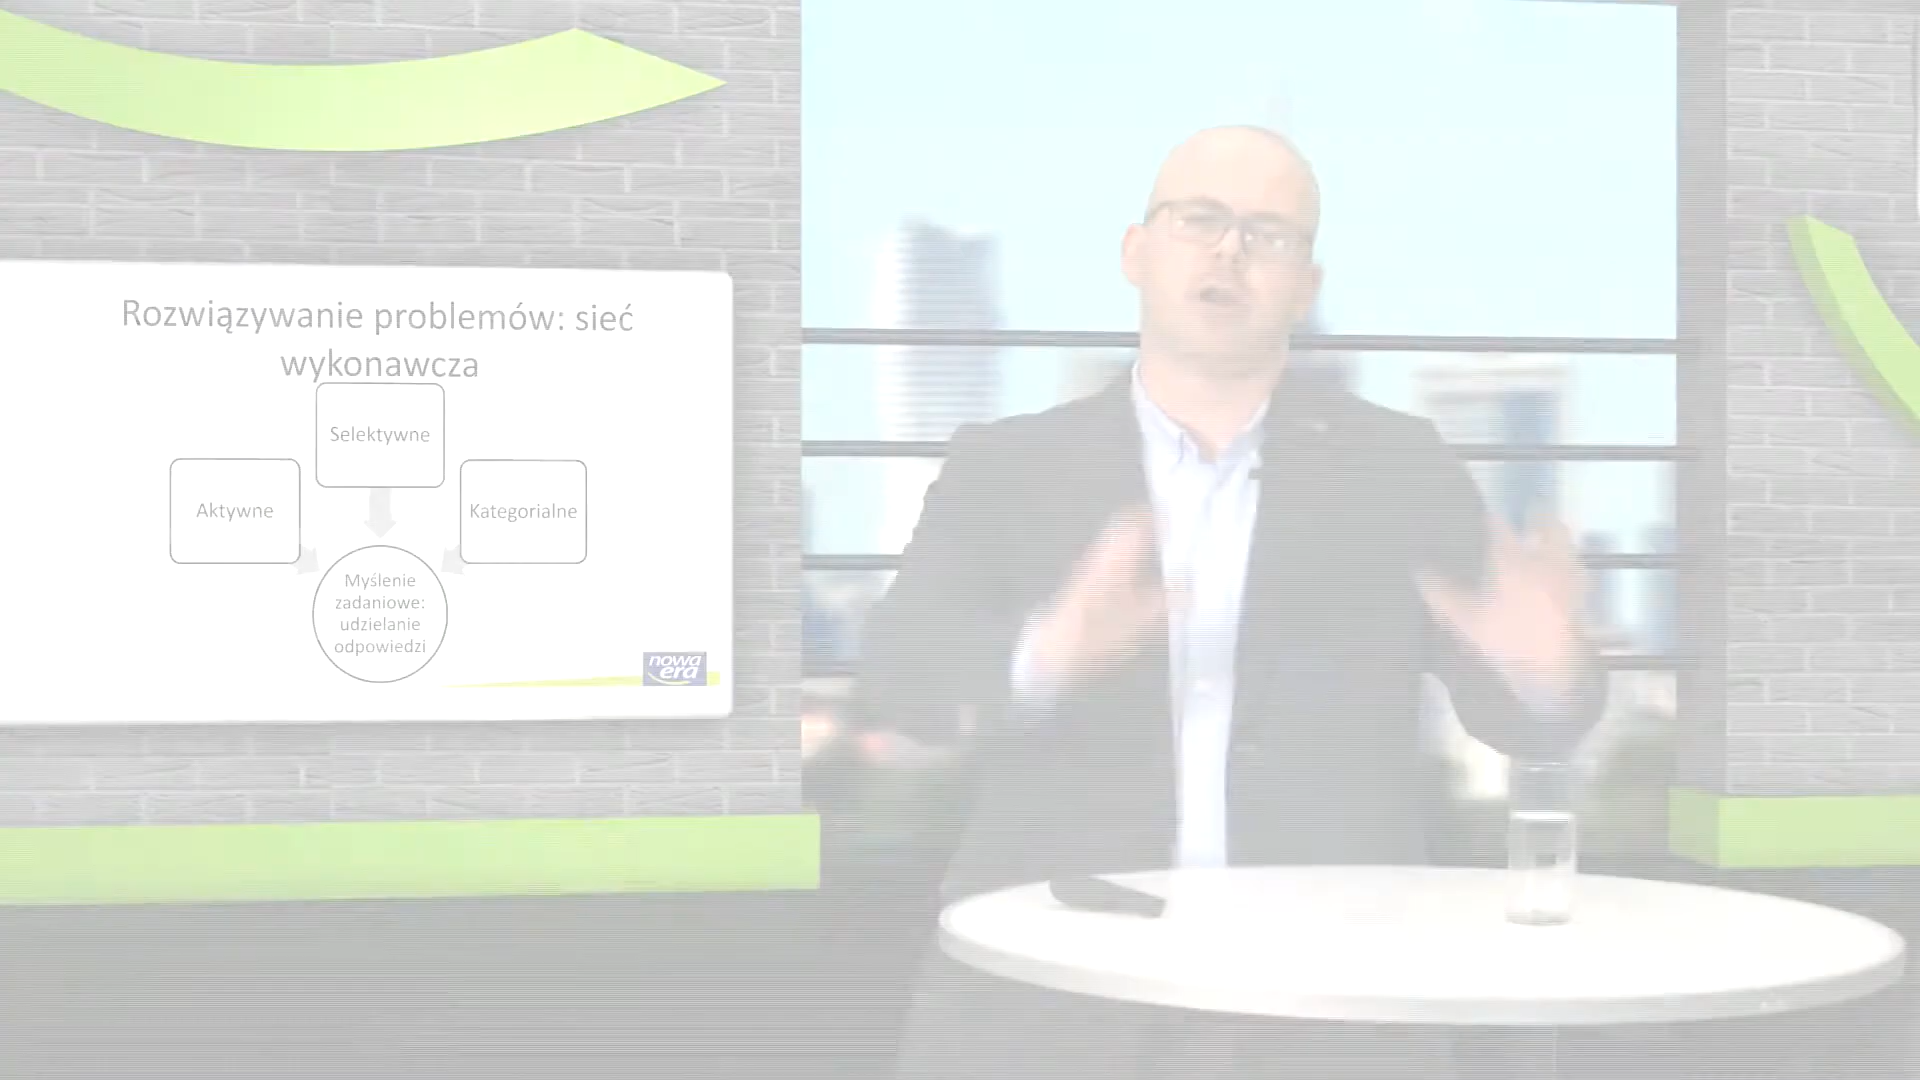 Rozwiązywanie problemów: sieć
wykonawcza
Selektywne
Aktywne
Kategorialne
Myślenie
zadaniowe:
udzielanie
odpowiedzi
nowa
era